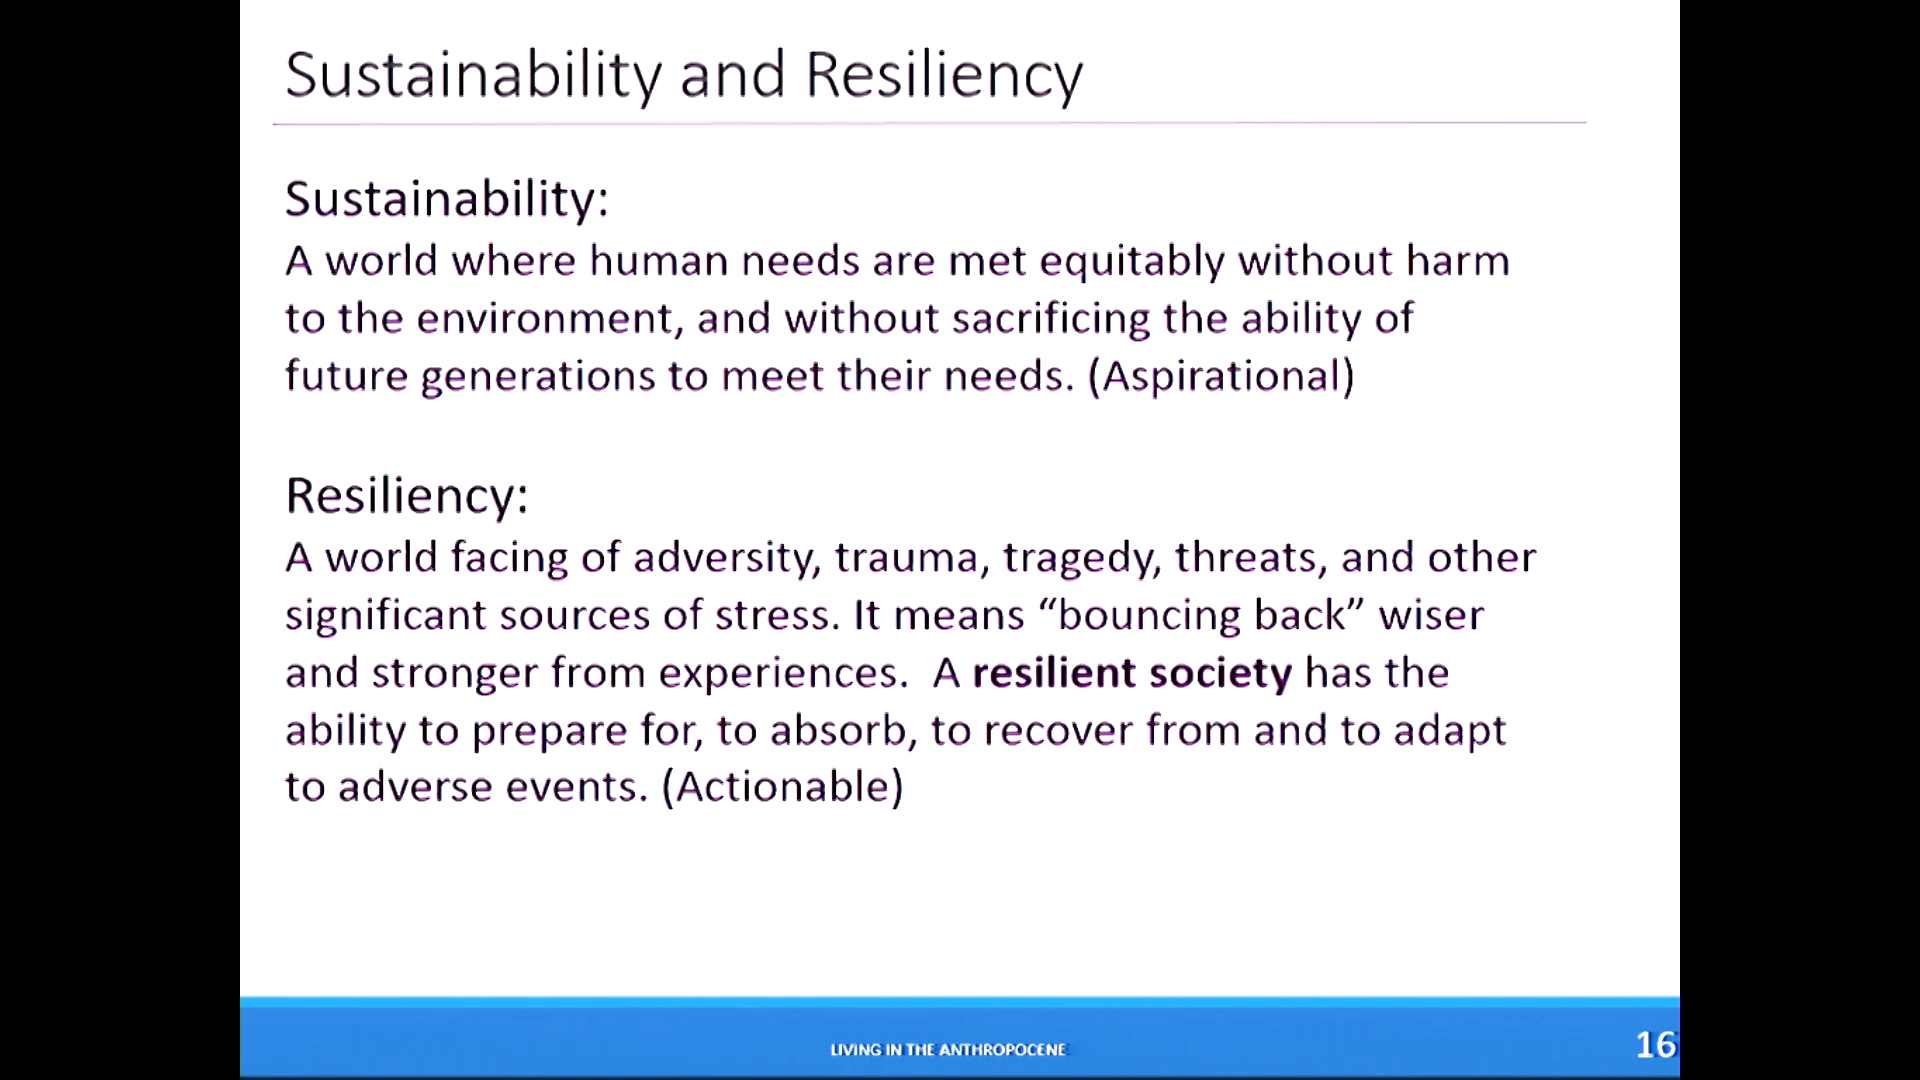 Sustainability and Resiliency
Sustainability:
A world where human needs are met equitably without harm
to the environment, and without sacrificing the ability of
future generations to meet their needs. (Aspirational)
Resiliency:
A world facing of adversity, trauma, tragedy, threats, and other
significant sources of stress. It means “bouncing back” wiser
and stronger from experiences.  A resilient society has the
ability to prepare for, to absorb, to recover from and to adapt
to adverse events. (Actionable)
LIVING IN THE ANTHROPOCENE
16